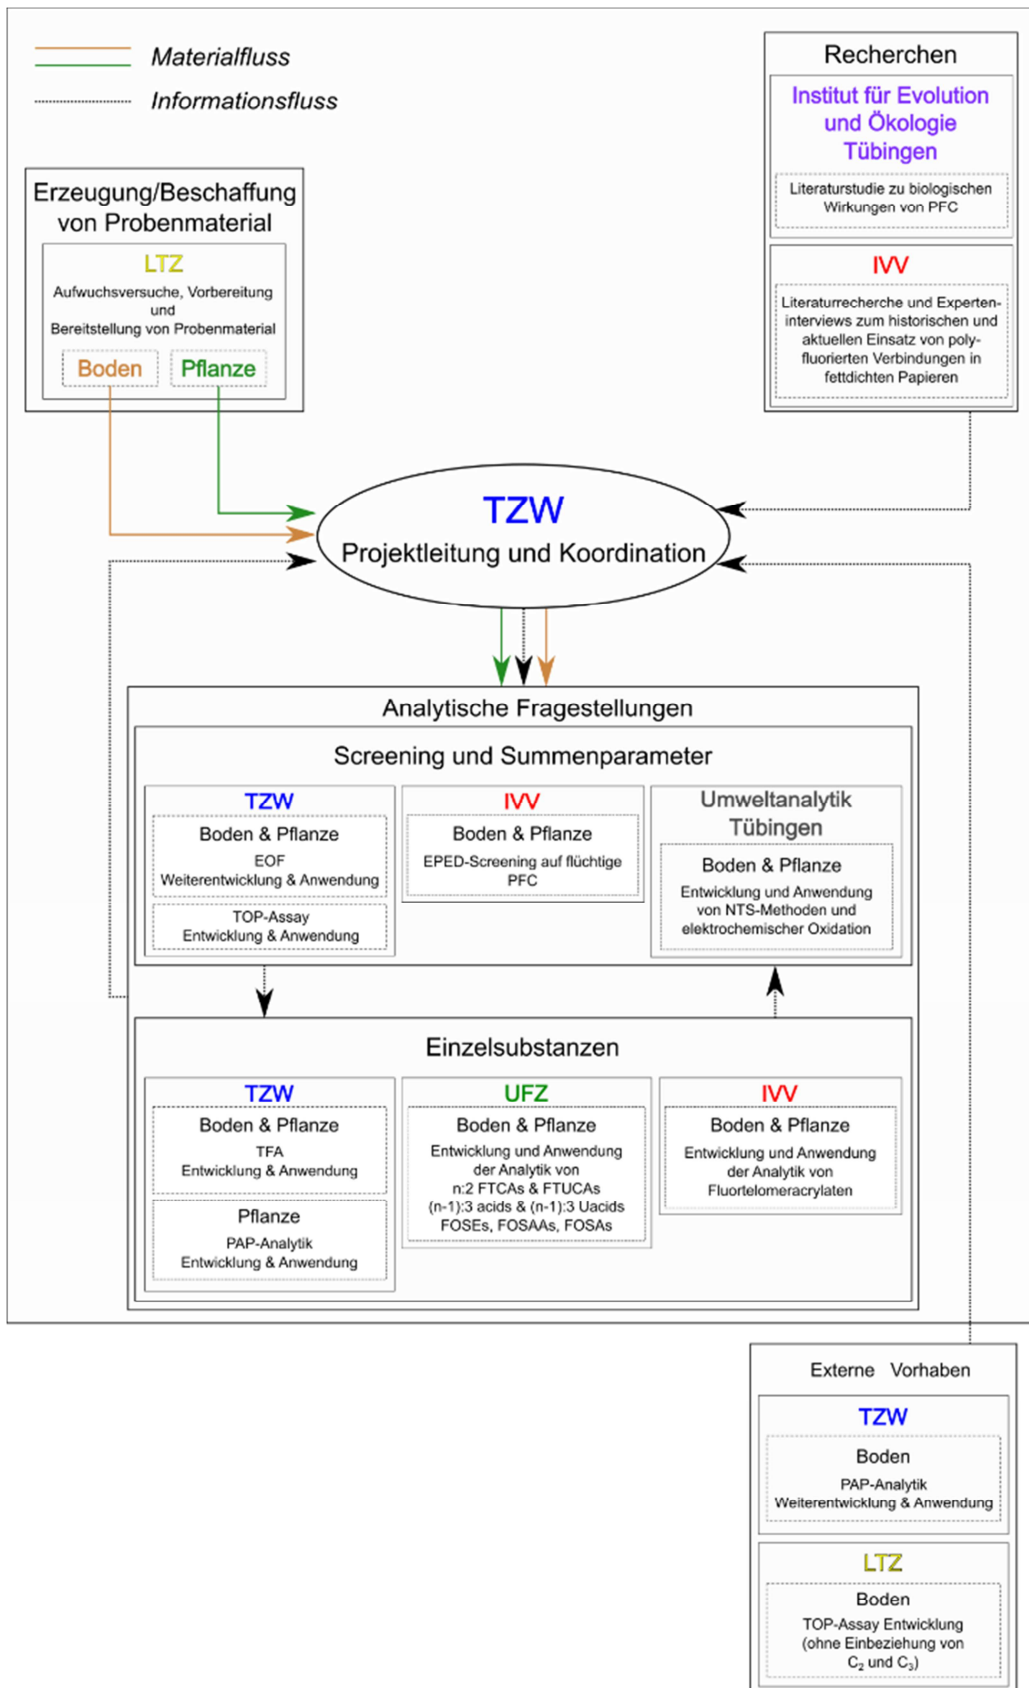 Materialfluss
Informationsfluss
Recherchen
Institut für Evolution
und Ökologie
Tübingen
Literaturstudie zu biologischen
Wirkungen von PFC
IVV
Literaturrecherche und Experten-
interviews zum historischen und
aktuellen Einsatz von poly-
fluorierten Verbindungen in
fettdichten Papieren
Erzeugung/Beschaffung
von Probenmaterial
LTZ
Aufwuchsversuche, Vorbereitung
und
Bereitstellung von Probenmaterial
Boden
Pflanze
TZW
Projektleitung und Koordination
Analytische Fragestellungen
Screening und Summenparameter
TZW
Boden & Pflanze
EOF
Weiterentwicklung & Anwendung
TOP-Assay
Entwicklung & Anwendung
IVV
Boden & Pflanze
EPED-Screening auf flüchtige
PFC
Umweltanalytik
Tübingen
Boden & Pflanze
Entwicklung und Anwendung
von NTS-Methoden und
elektrochemischer Oxidation
Einzelsubstanzen
TZW
Boden & Pflanze
TFA
Entwicklung & Anwendung
Pflanze
PAP-Analytik
Entwicklung & Anwendung
UFZ
Boden & Pflanze
Entwicklung und Anwendung
der Analytik von
n:2 FTCAs & FTUCAs
(n-1):3 acids & (n-1):3 Uacids
FOSEs, FOSAAs, FOSAs
IVV
Boden & Pflanze
Entwicklung und Anwendung
der Analytik von
Fluortelomeracrylaten
Externe Vorhaben
TZW
Boden
PAP-Analytik
Weiterentwicklung & Anwendung
LTZ
Boden
TOP-Assay Entwicklung
(ohne Einbeziehung von
C₂ und C₃)